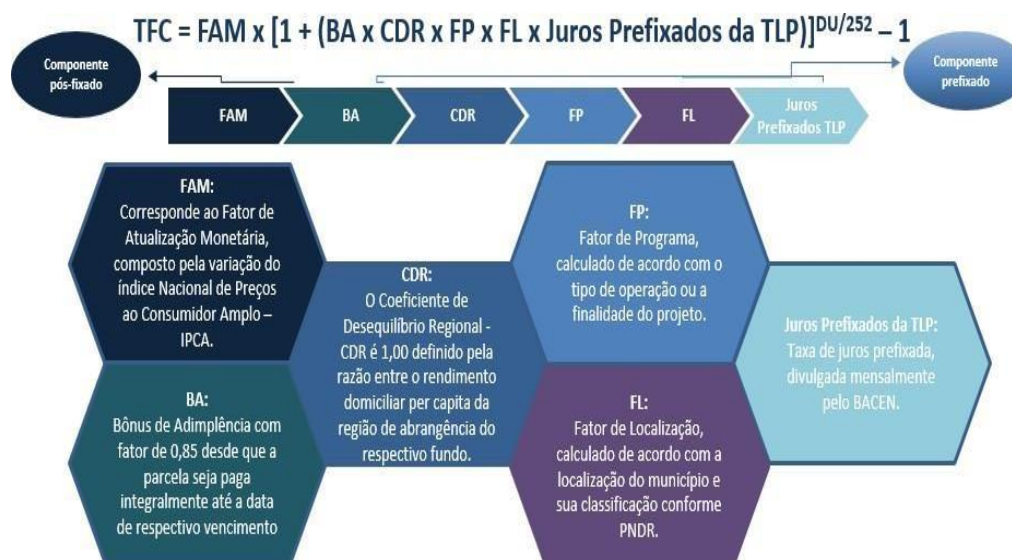 TFC = FAM x [1 + (BA x CDR x FP x FL x Juros Prefixados da TLP)]^DU/252 – 1
Componente
pós-fixado
Componente
prefixado
FAM
BA
CDR
FP
FL
Juros
Prefixados TLP
FAM:
Corresponde ao Fator de
Atualização Monetária,
composto pela variação do
índice Nacional de Preços
ao Consumidor Amplo –
IPCA.
BA:
Bônus de Adimplência com
fator de 0,85 desde que a
parcela seja paga
integralmente até a data
de respectivo vencimento
CDR:
O Coeficiente de
Desequilíbrio Regional -
CDR é 1,00 definido pela
razão entre o rendimento
domiciliar per capita da
região de abrangência do
respectivo fundo.
FP:
Fator de Programa,
calculado de acordo com o
tipo de operação ou a
finalidade do projeto.
FL:
Fator de Localização,
calculado de acordo com a
localização do município e
sua classificação conforme
PNDR.
Juros Prefixados da TLP:
Taxa de juros prefixada,
divulgada mensalmente
pelo BACEN.